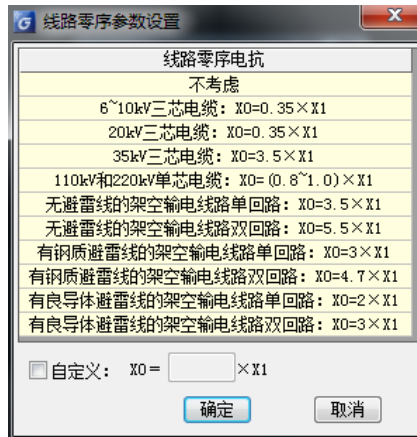 线路零序参数设置
线路零序电抗
不考虑
6~10kV三芯电缆：X0=0.35×X1
20kV三芯电缆：X0=0.35×X1
35kV三芯电缆：X0=3.5×X1
110kV和220kV单芯电缆：X0=(0.8~1.0)×X1
无避雷线的架空输电线路单回路：X0=3.5×X1
无避雷线的架空输电线路双回路：X0=5.5×X1
有钢质避雷线的架空输电线路单回路：X0=3×X1
有钢质避雷线的架空输电线路双回路：X0=4.7×X1
有良导体避雷线的架空输电线路单回路：X0=2×X1
有良导体避雷线的架空输电线路双回路：X0=3×X1
自定义： X0= ×X1
确定 取消